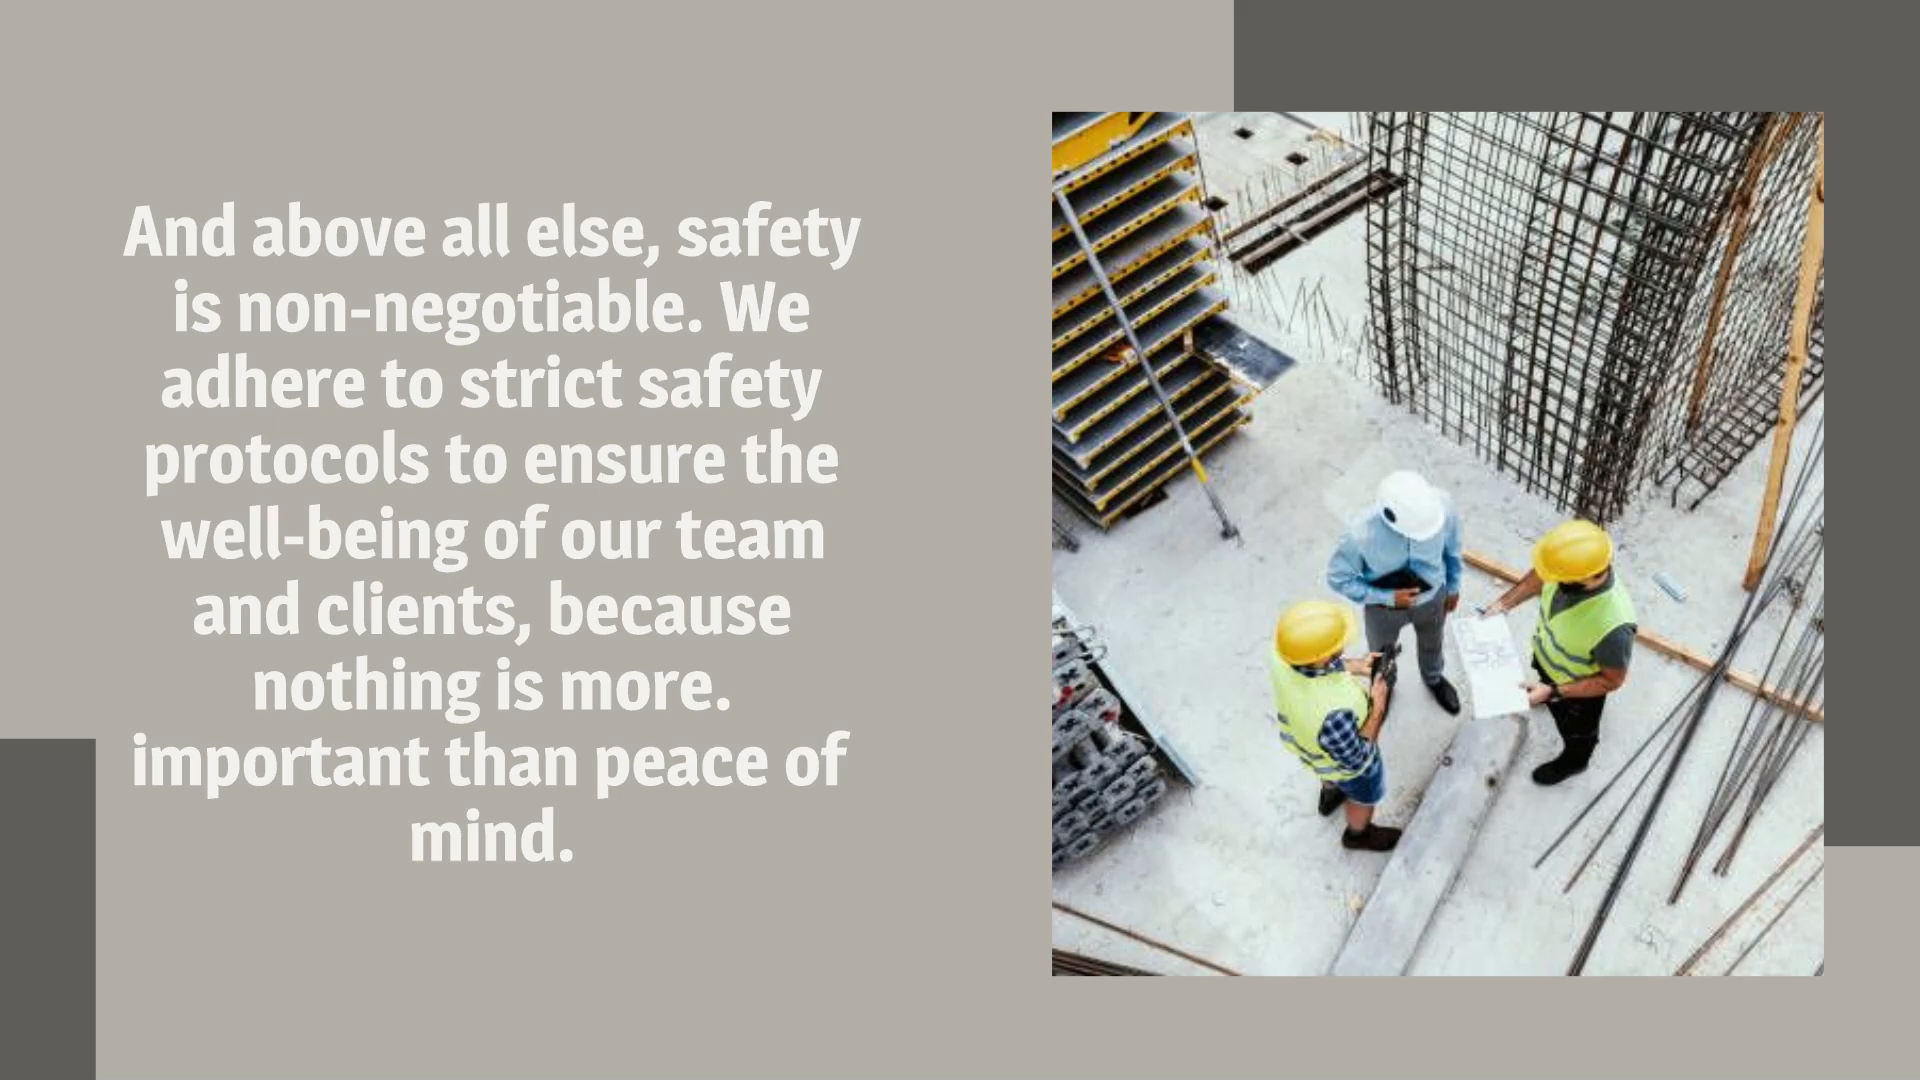 And above all else, safety
is non-negotiable. We
adhere to strict safety
protocols to ensure the
well-being of our team
and clients, because
nothing is more.
important than peace of
mind.